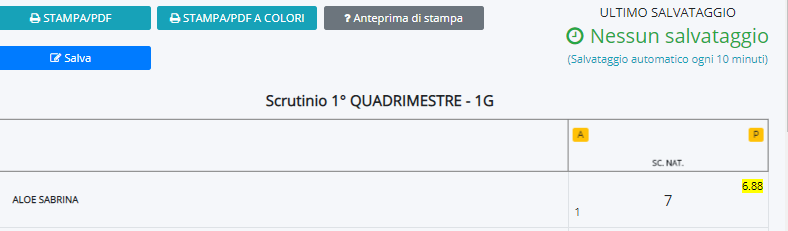 STAMPA/PDF
STAMPA/PDF A COLORI
? Anteprima di stampa
ULTIMO SALVATAGGIO
Nessun salvataggio
(Salvataggio automatico ogni 10 minuti)
Salva
Scrutinio 1° QUADRIMESTRE - 1G
A
P
SC. NAT.
ALOE SABRINA
6.88
7
1